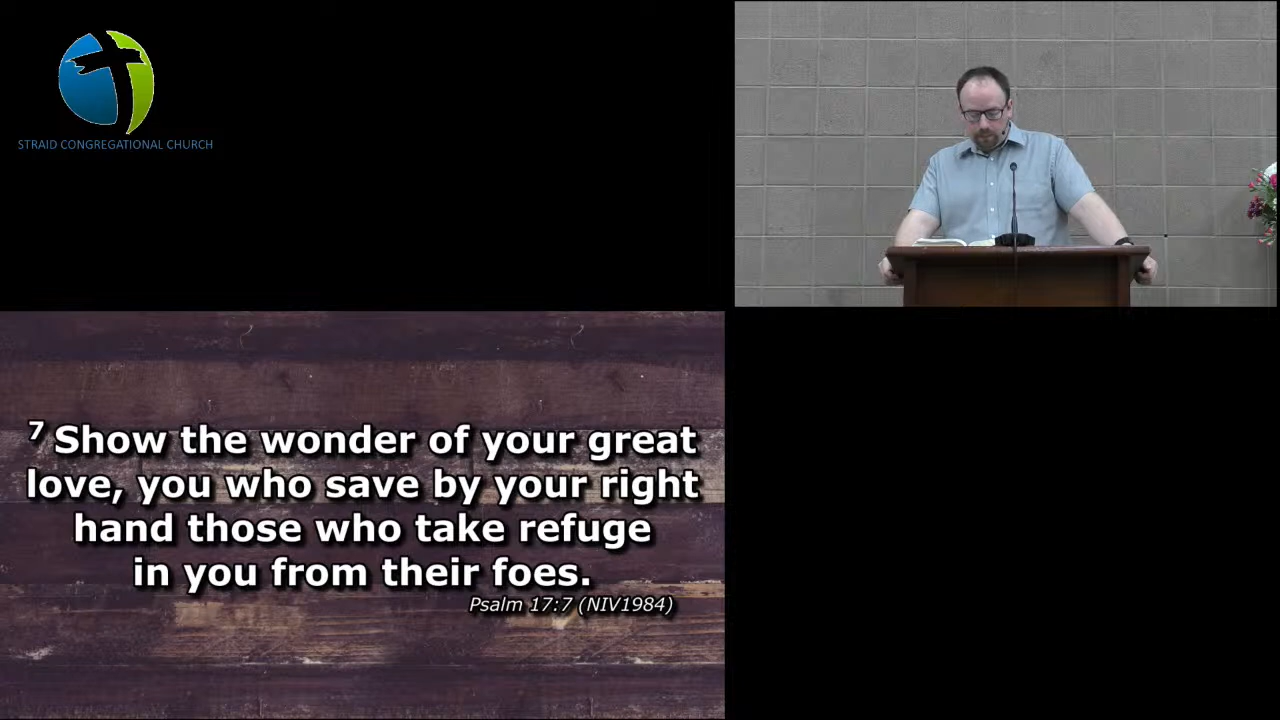 STRAID CONGREGATIONAL CHURCH
7 Show the wonder of your great
love, you who save by your right
hand those who take refuge
in you from their foes.
Psalm 17:7 (NIV1984)